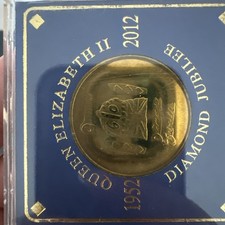 QUEEN ELIZABETH II
1952 2012
DIAMOND JUBILEE